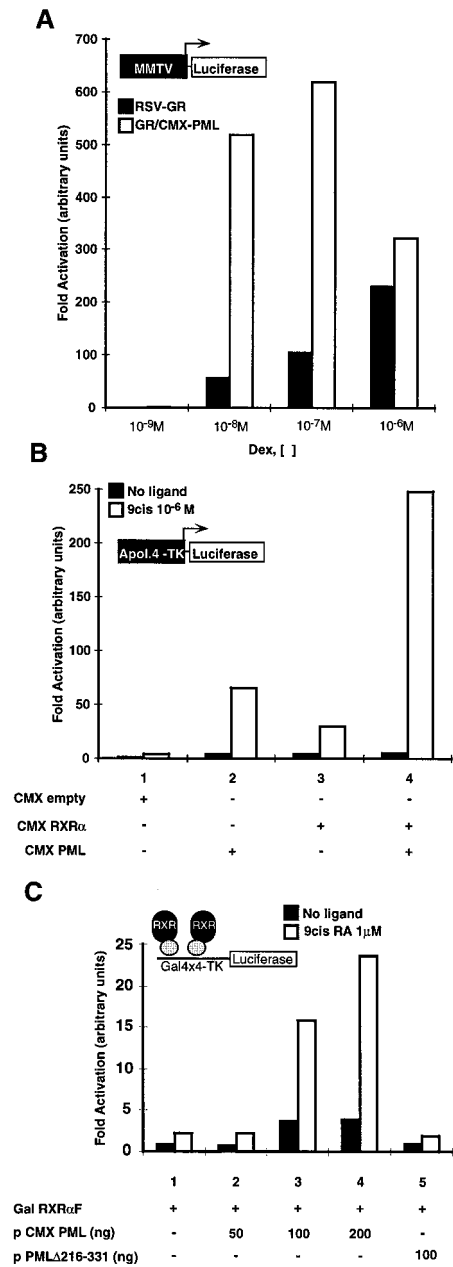 A
700
600
500
400
300
200
100
0
Fold Activation (arbitrary units)
MMTV
Luciferase
RSV-GR
GR/CMX-PML
10-9M 10-8M 10-7M 10-6M
Dex, [ ]
B
250
200
150
100
50
0
Fold Activation (arbitrary units)
No ligand
9cis 10-6 M
ApoI.4 -TK
Luciferase
1 2 3 4
CMX empty + - - -
CMX RXRα - - + +
CMX PML - + - +
C
25
20
15
10
5
0
Fold Activation (arbitrary units)
RXR RXR
Gal4x4-TK
Luciferase
No ligand
9cis RA 1μM
1 2 3 4 5
Gal RXRαF + + + + +
p CMX PML (ng) - 50 100 200 -
p PMLΔ216-331 (ng) - - - - 100